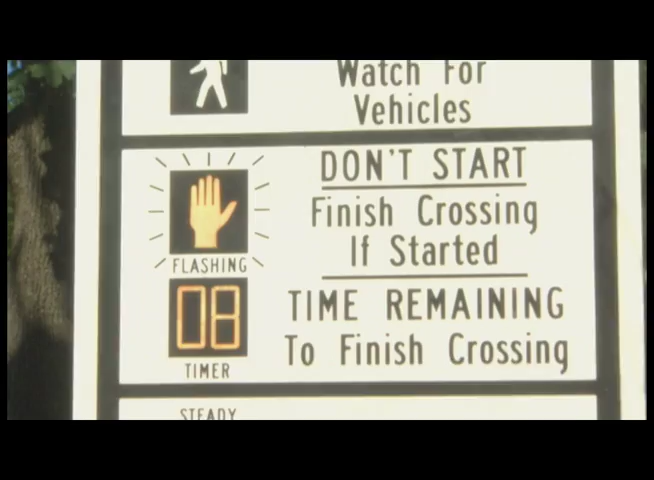 Watch For
Vehicles
DON'T START
Finish Crossing
If Started
FLASHING
08
TIME REMAINING
To Finish Crossing
TIMER
STEADY